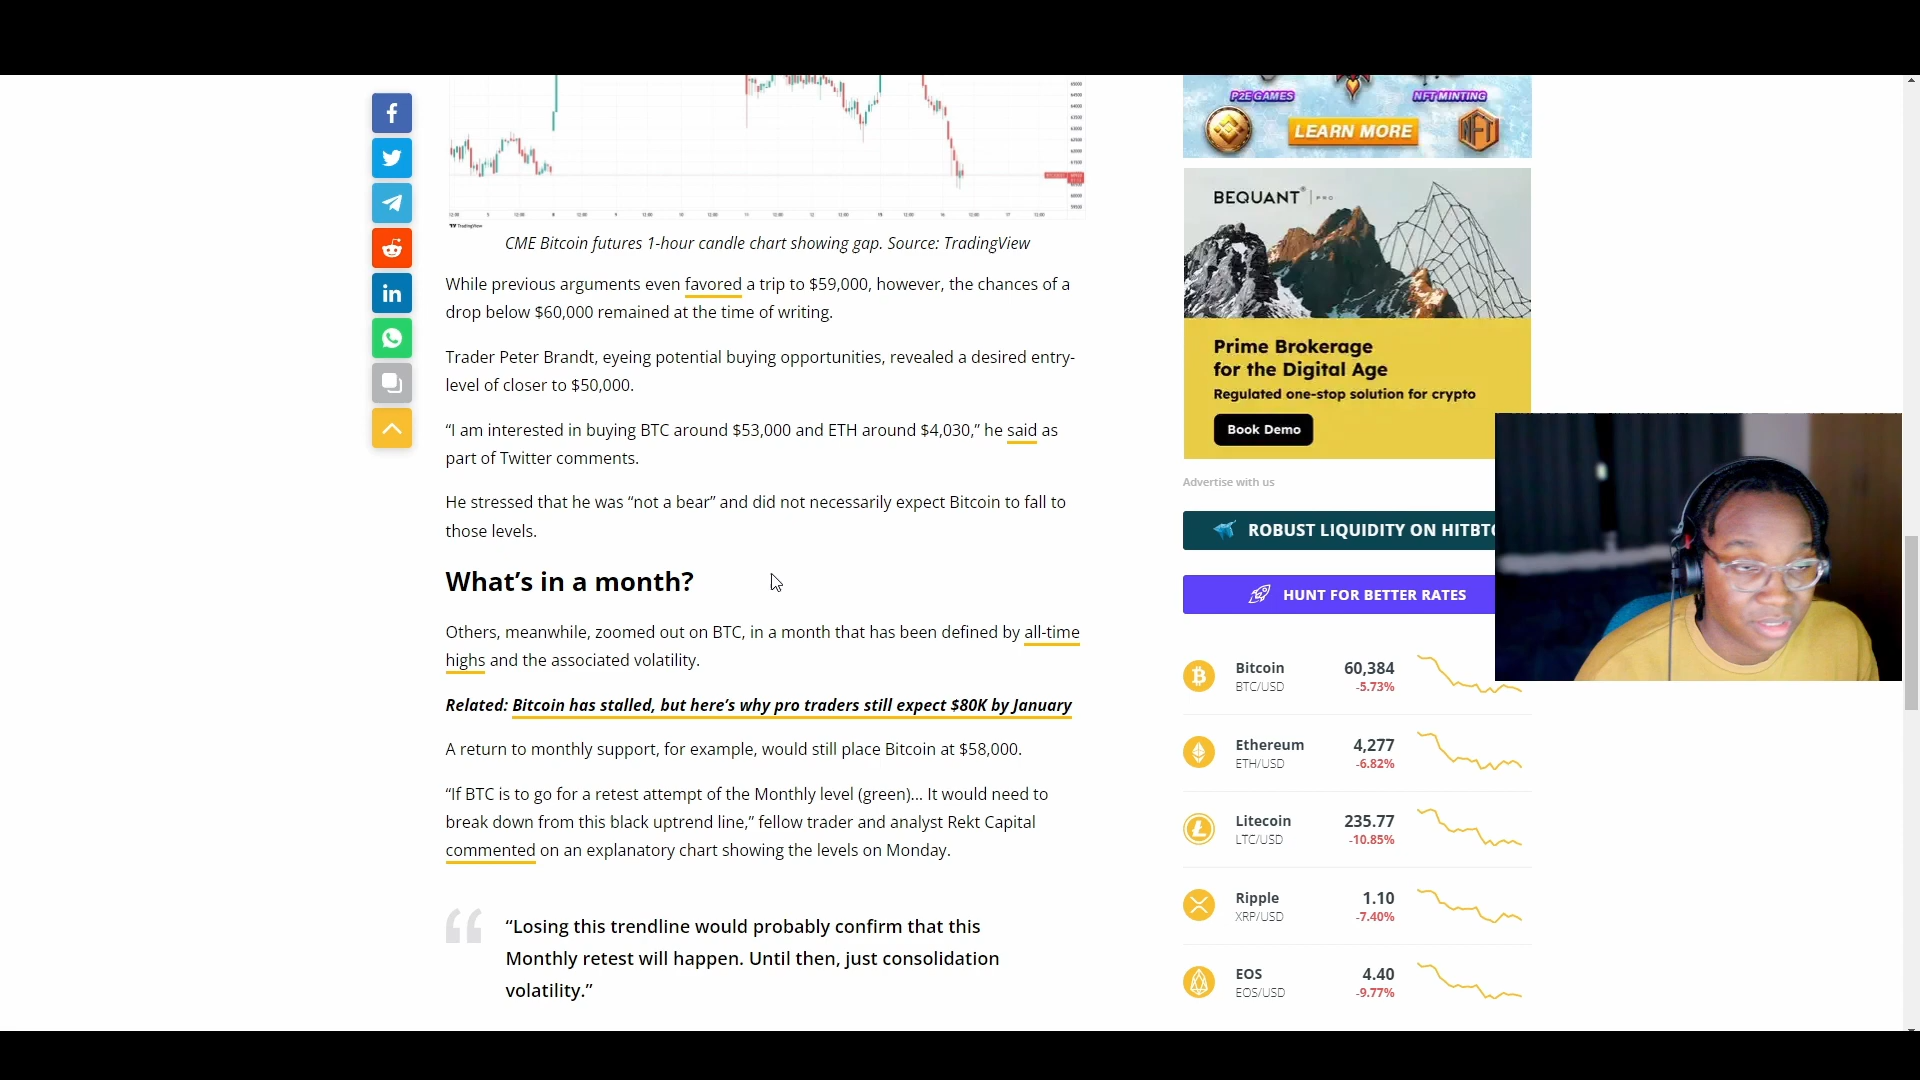 P2E GAMES
NFT MINTING
LEARN MORE
NFT
TradingView
CME Bitcoin futures 1-hour candle chart showing gap. Source: TradingView
While previous arguments even favored a trip to $59,000, however, the chances of a
drop below $60,000 remained at the time of writing.
Trader Peter Brandt, eyeing potential buying opportunities, revealed a desired entry-
level of closer to $50,000.
“I am interested in buying BTC around $53,000 and ETH around $4,030,” he said as
part of Twitter comments.
He stressed that he was “not a bear” and did not necessarily expect Bitcoin to fall to
those levels.
What’s in a month?
Others, meanwhile, zoomed out on BTC, in a month that has been defined by all-time
highs and the associated volatility.
Related: Bitcoin has stalled, but here’s why pro traders still expect $80K by January
A return to monthly support, for example, would still place Bitcoin at $58,000.
“If BTC is to go for a retest attempt of the Monthly level (green)... It would need to
break down from this black uptrend line,” fellow trader and analyst Rekt Capital
commented on an explanatory chart showing the levels on Monday.
“Losing this trendline would probably confirm that this
Monthly retest will happen. Until then, just consolidation
volatility.”
BEQUANT® | PRO
Prime Brokerage
for the Digital Age
Regulated one-stop solution for crypto
Book Demo
Advertise with us
ROBUST LIQUIDITY ON HITBTC
HUNT FOR BETTER RATES
Bitcoin 60,384
BTC/USD -5.73%
Ethereum 4,277
ETH/USD -6.82%
Litecoin 235.77
LTC/USD -10.85%
Ripple 1.10
XRP/USD -7.40%
EOS 4.40
EOS/USD -9.77%